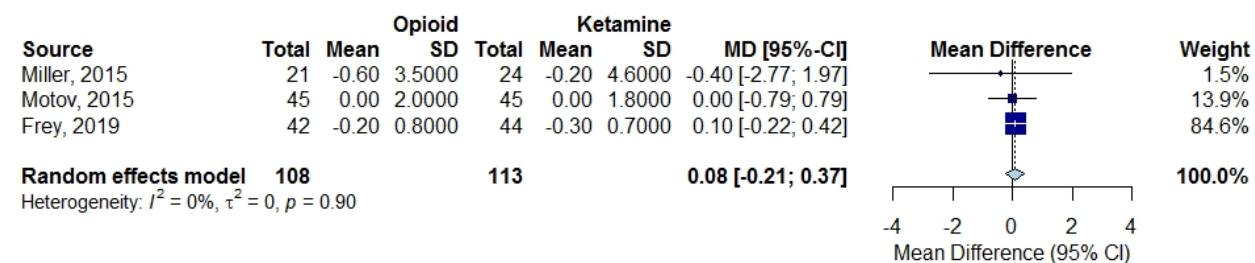 Opioid Ketamine
Source Total Mean SD Total Mean SD MD [95%-CI] Mean Difference Weight
Miller, 2015 21 -0.60 3.5000 24 -0.20 4.6000 -0.40 [-2.77; 1.97] 1.5%
Motov, 2015 45 0.00 2.0000 45 0.00 1.8000 0.00 [-0.79; 0.79] 13.9%
Frey, 2019 42 -0.20 0.8000 44 -0.30 0.7000 0.10 [-0.22; 0.42] 84.6%
Random effects model 108 113 0.08 [-0.21; 0.37] 100.0%
Heterogeneity: I² = 0%, τ² = 0, p = 0.90
-4 -2 0 2 4
Mean Difference (95% CI)